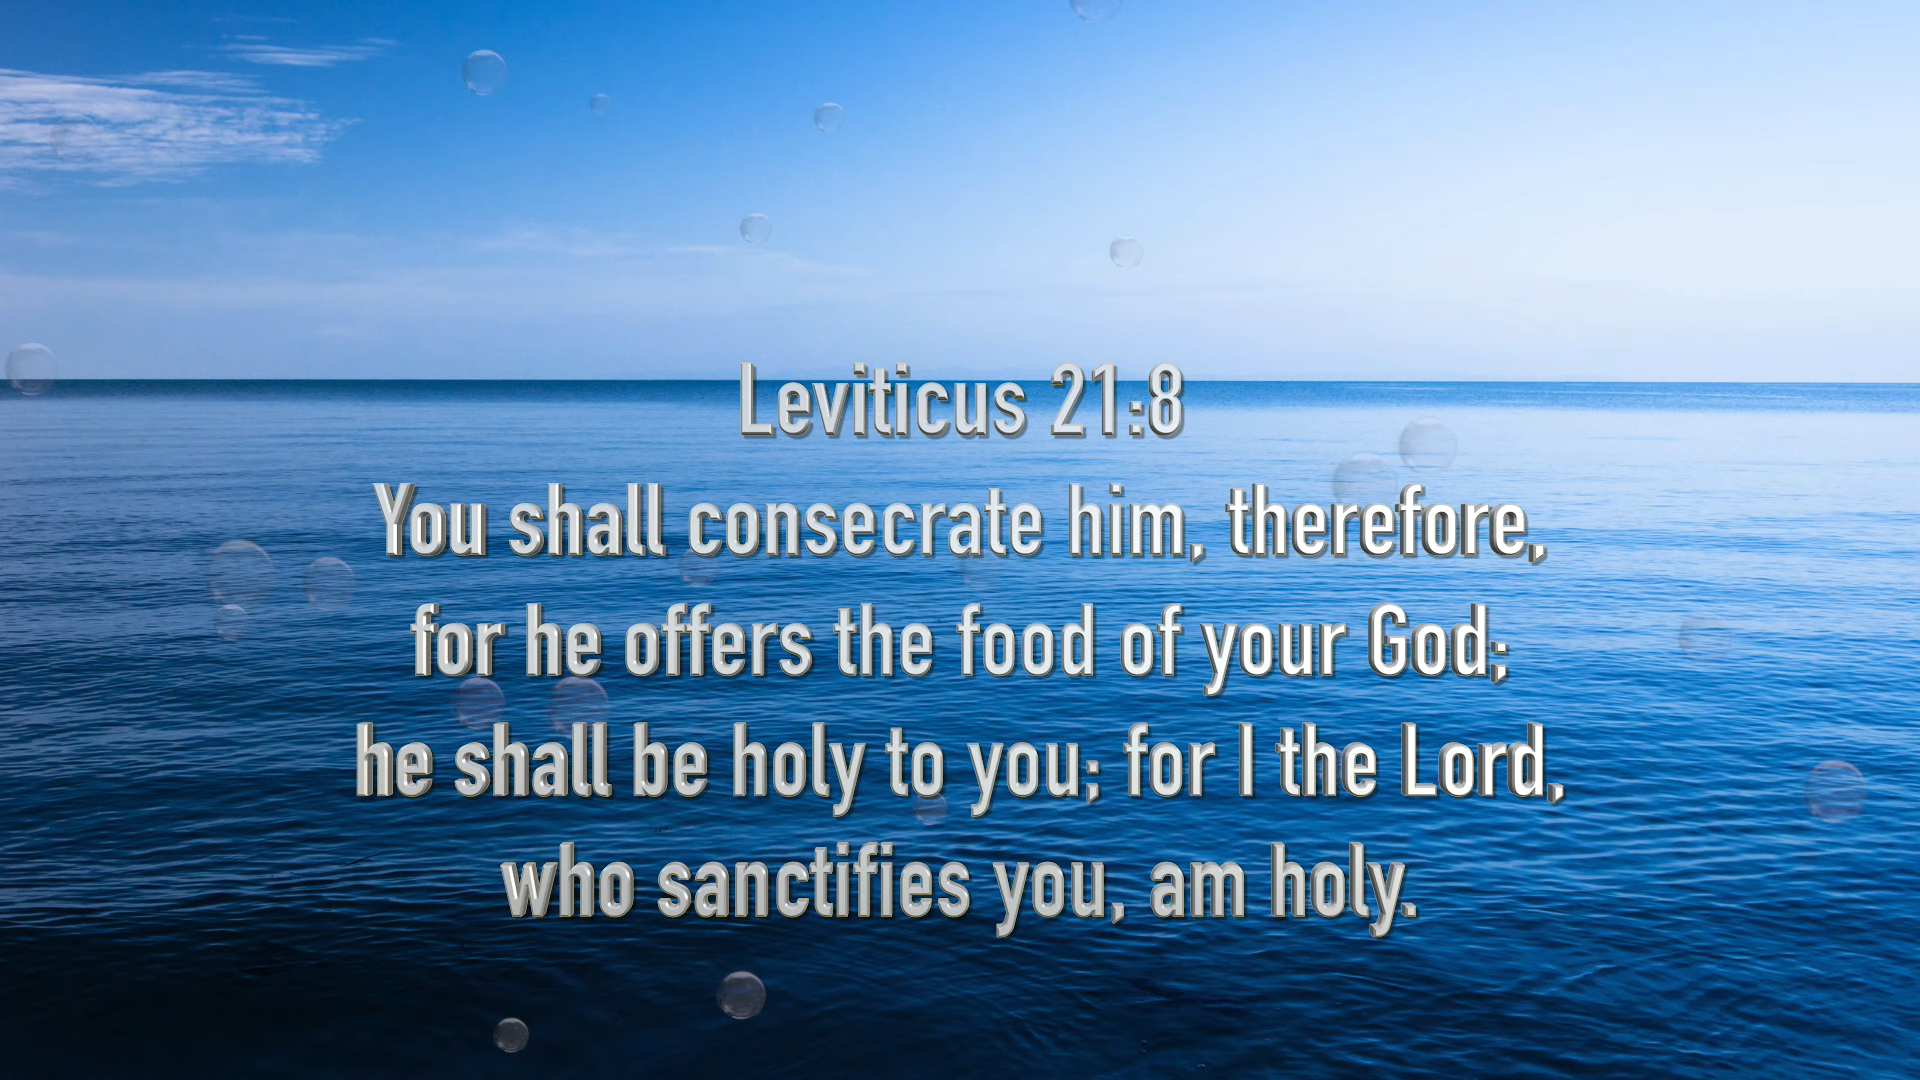 Leviticus 21:8
You shall consecrate him, therefore,
for he offers the food of your God;
he shall be holy to you; for I the Lord,
who sanctifies you, am holy.